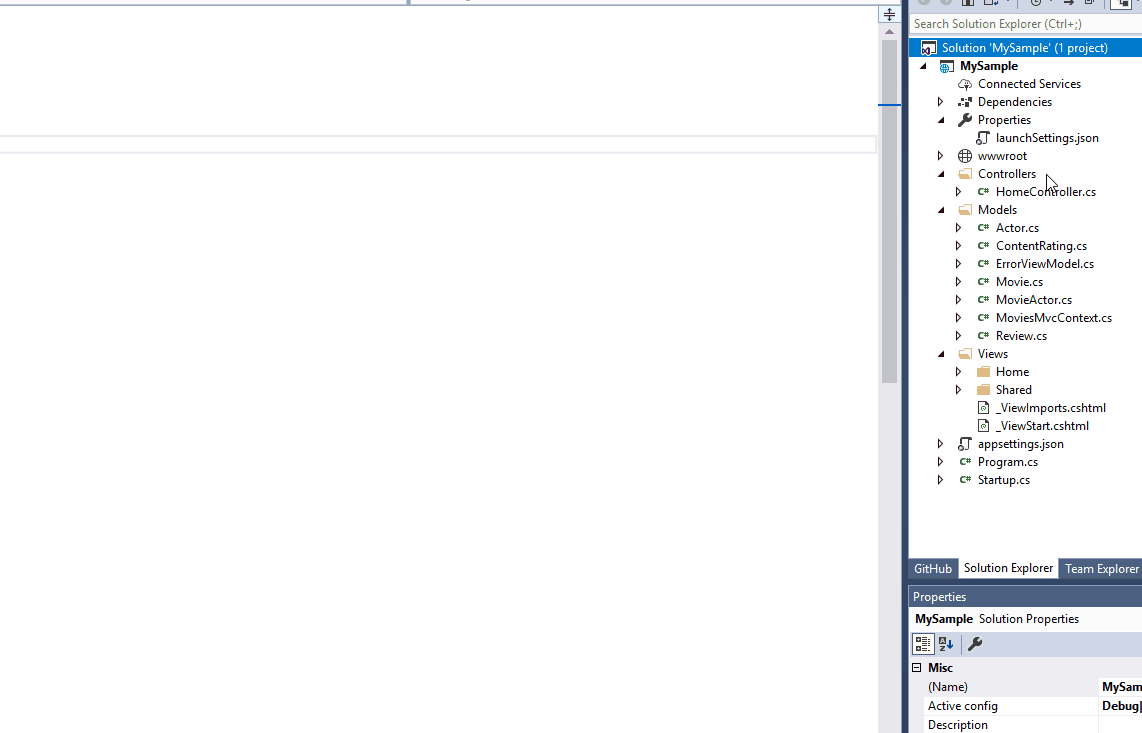 Search Solution Explorer (Ctrl+;)
Solution 'MySample' (1 project)
MySample
Connected Services
Dependencies
Properties
launchSettings.json
wwwroot
Controllers
C# HomeController.cs
Models
C# Actor.cs
C# ContentRating.cs
C# ErrorViewModel.cs
C# Movie.cs
C# MovieActor.cs
C# MoviesMvcContext.cs
C# Review.cs
Views
Home
Shared
_ViewImports.cshtml
_ViewStart.cshtml
appsettings.json
C# Program.cs
C# Startup.cs
GitHub Solution Explorer Team Explorer
Properties
MySample Solution Properties
Misc
(Name) MySam
Active config Debug|
Description